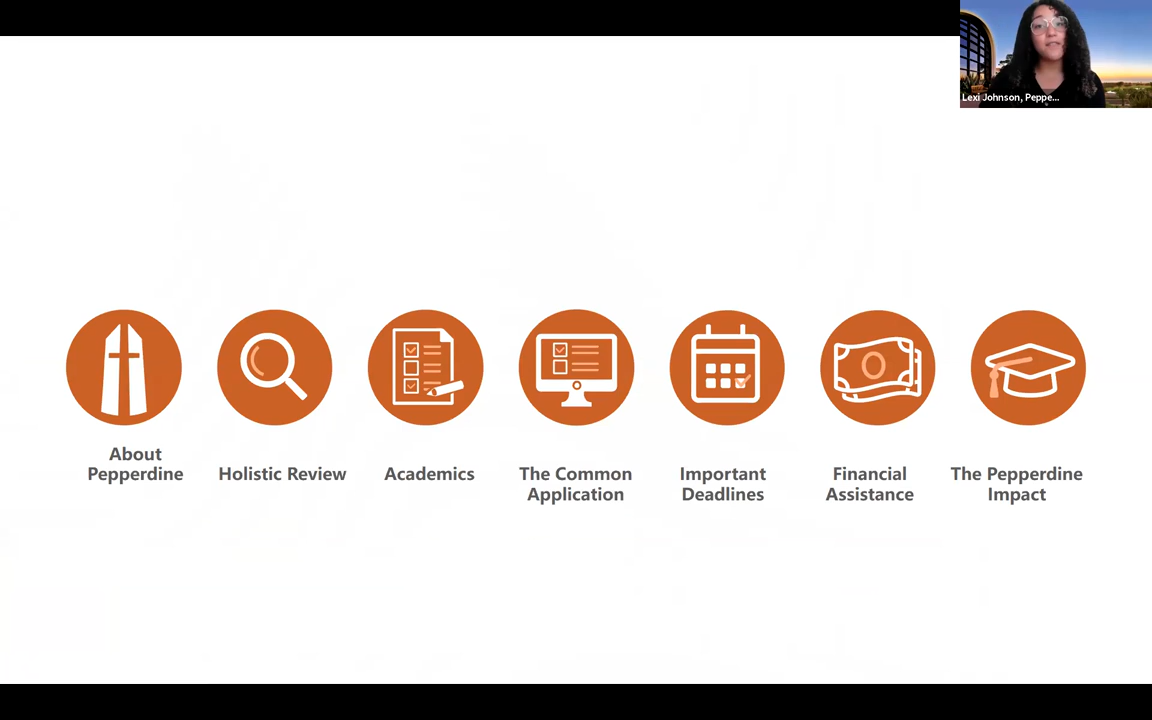 Lexi Johnson, Peppe...
About
Pepperdine
Holistic Review
Academics
The Common
Application
Important
Deadlines
Financial
Assistance
The Pepperdine
Impact